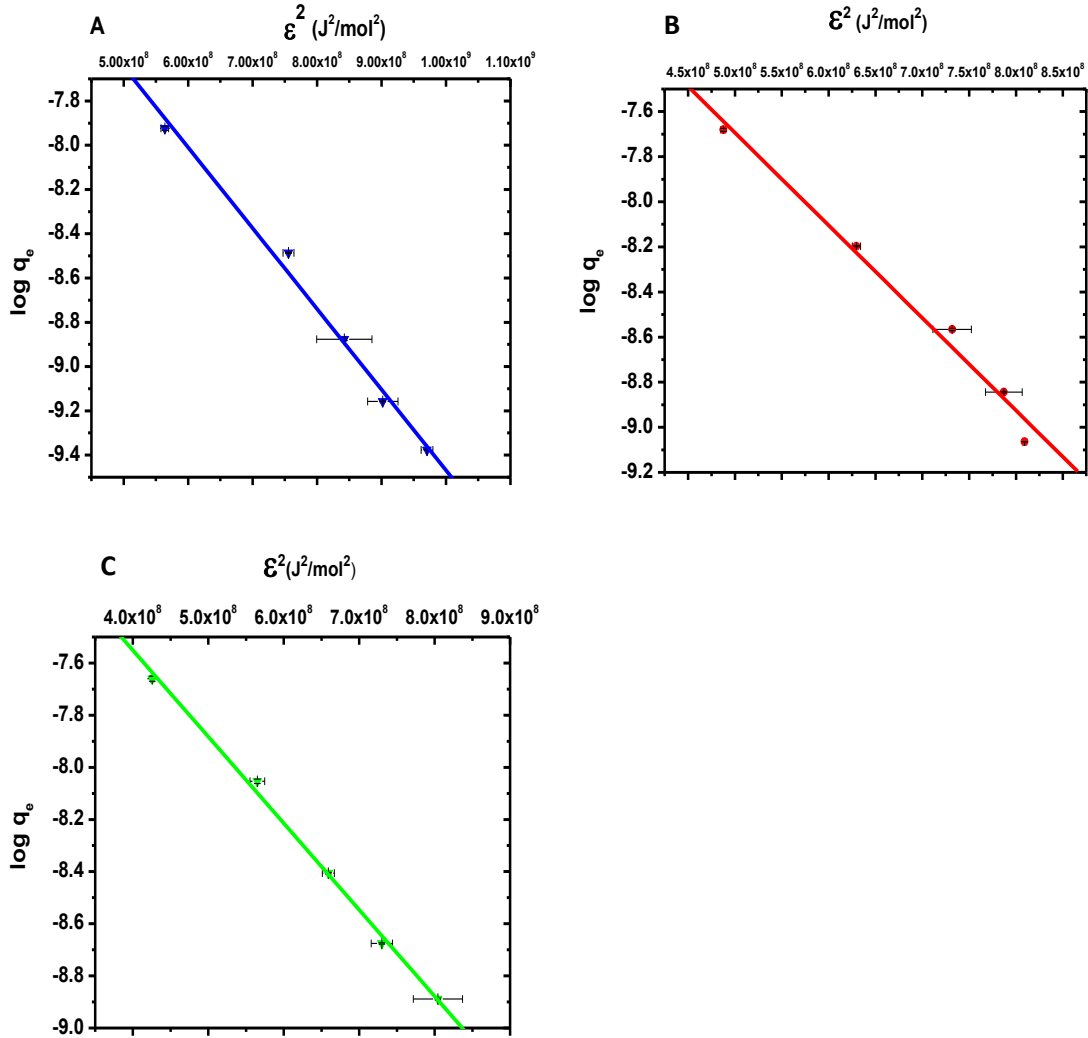 A
ε² (J²/mol²)
5.00x10⁸ 6.00x10⁸ 7.00x10⁸ 8.00x10⁸ 9.00x10⁸ 1.00x10⁹ 1.10x10⁹
-7.8
-8.0
-8.2
-8.4
-8.6
-8.8
-9.0
-9.2
-9.4
log qₑ
B
ε² (J²/mol²)
4.5x10⁸ 5.0x10⁸ 5.5x10⁸ 6.0x10⁸ 6.5x10⁸ 7.0x10⁸ 7.5x10⁸ 8.0x10⁸ 8.5x10⁸
-7.6
-7.8
-8.0
-8.2
-8.4
-8.6
-8.8
-9.0
-9.2
log qₑ
C
ε²(J²/mol²)
4.0x10⁸ 5.0x10⁸ 6.0x10⁸ 7.0x10⁸ 8.0x10⁸ 9.0x10⁸
-7.6
-7.8
-8.0
-8.2
-8.4
-8.6
-8.8
-9.0
log qₑ